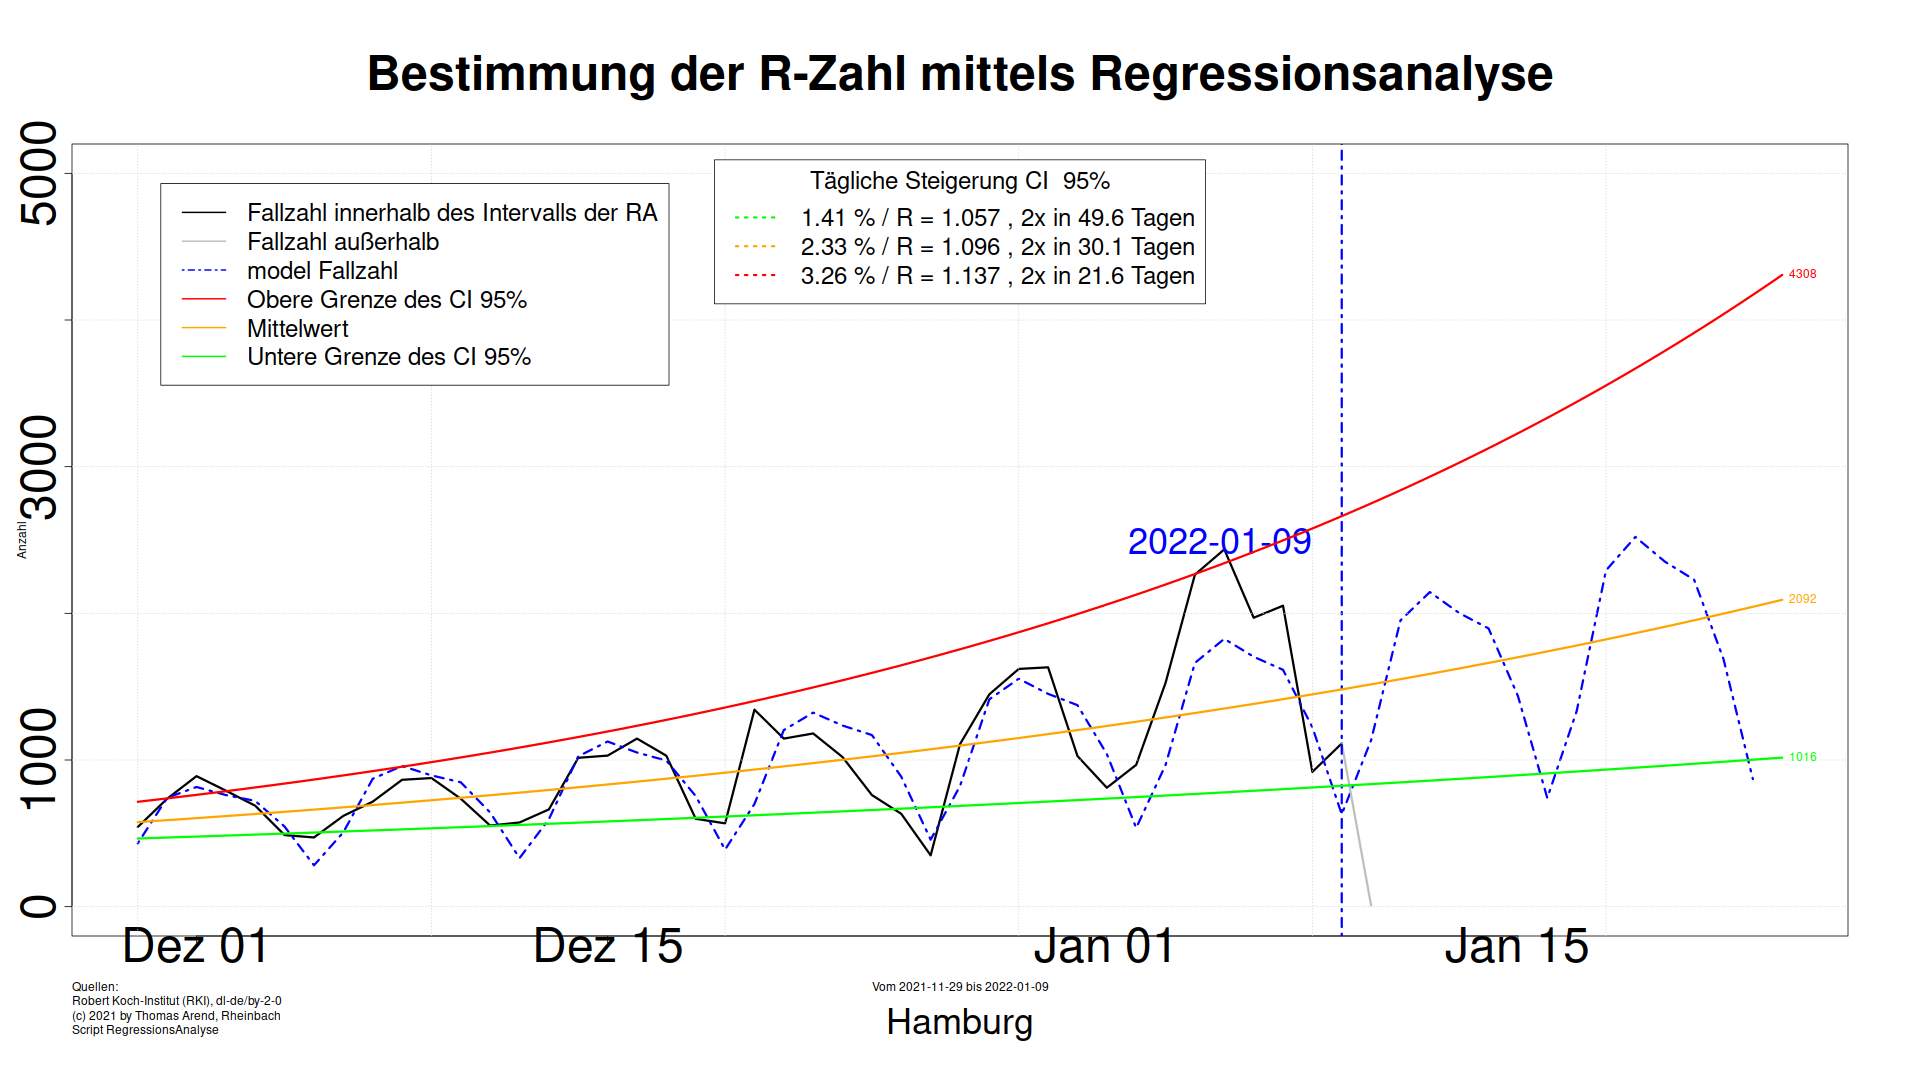 Bestimmung der R-Zahl mittels Regressionsanalyse
5000
3000
1000
0
Anzahl
Fallzahl innerhalb des Intervalls der RA
Fallzahl außerhalb
model Fallzahl
Obere Grenze des CI 95%
Mittelwert
Untere Grenze des CI 95%
Tägliche Steigerung CI  95%
1.41 % / R = 1.057 , 2x in 49.6 Tagen
2.33 % / R = 1.096 , 2x in 30.1 Tagen
3.26 % / R = 1.137 , 2x in 21.6 Tagen
4308
2022-01-09
2092
1016
Dez 01
Dez 15
Jan 01
Jan 15
Quellen:
Robert Koch-Institut (RKI), dl-de/by-2-0
(c) 2021 by Thomas Arend, Rheinbach
Script RegressionsAnalyse
Vom 2021-11-29 bis 2022-01-09
Hamburg